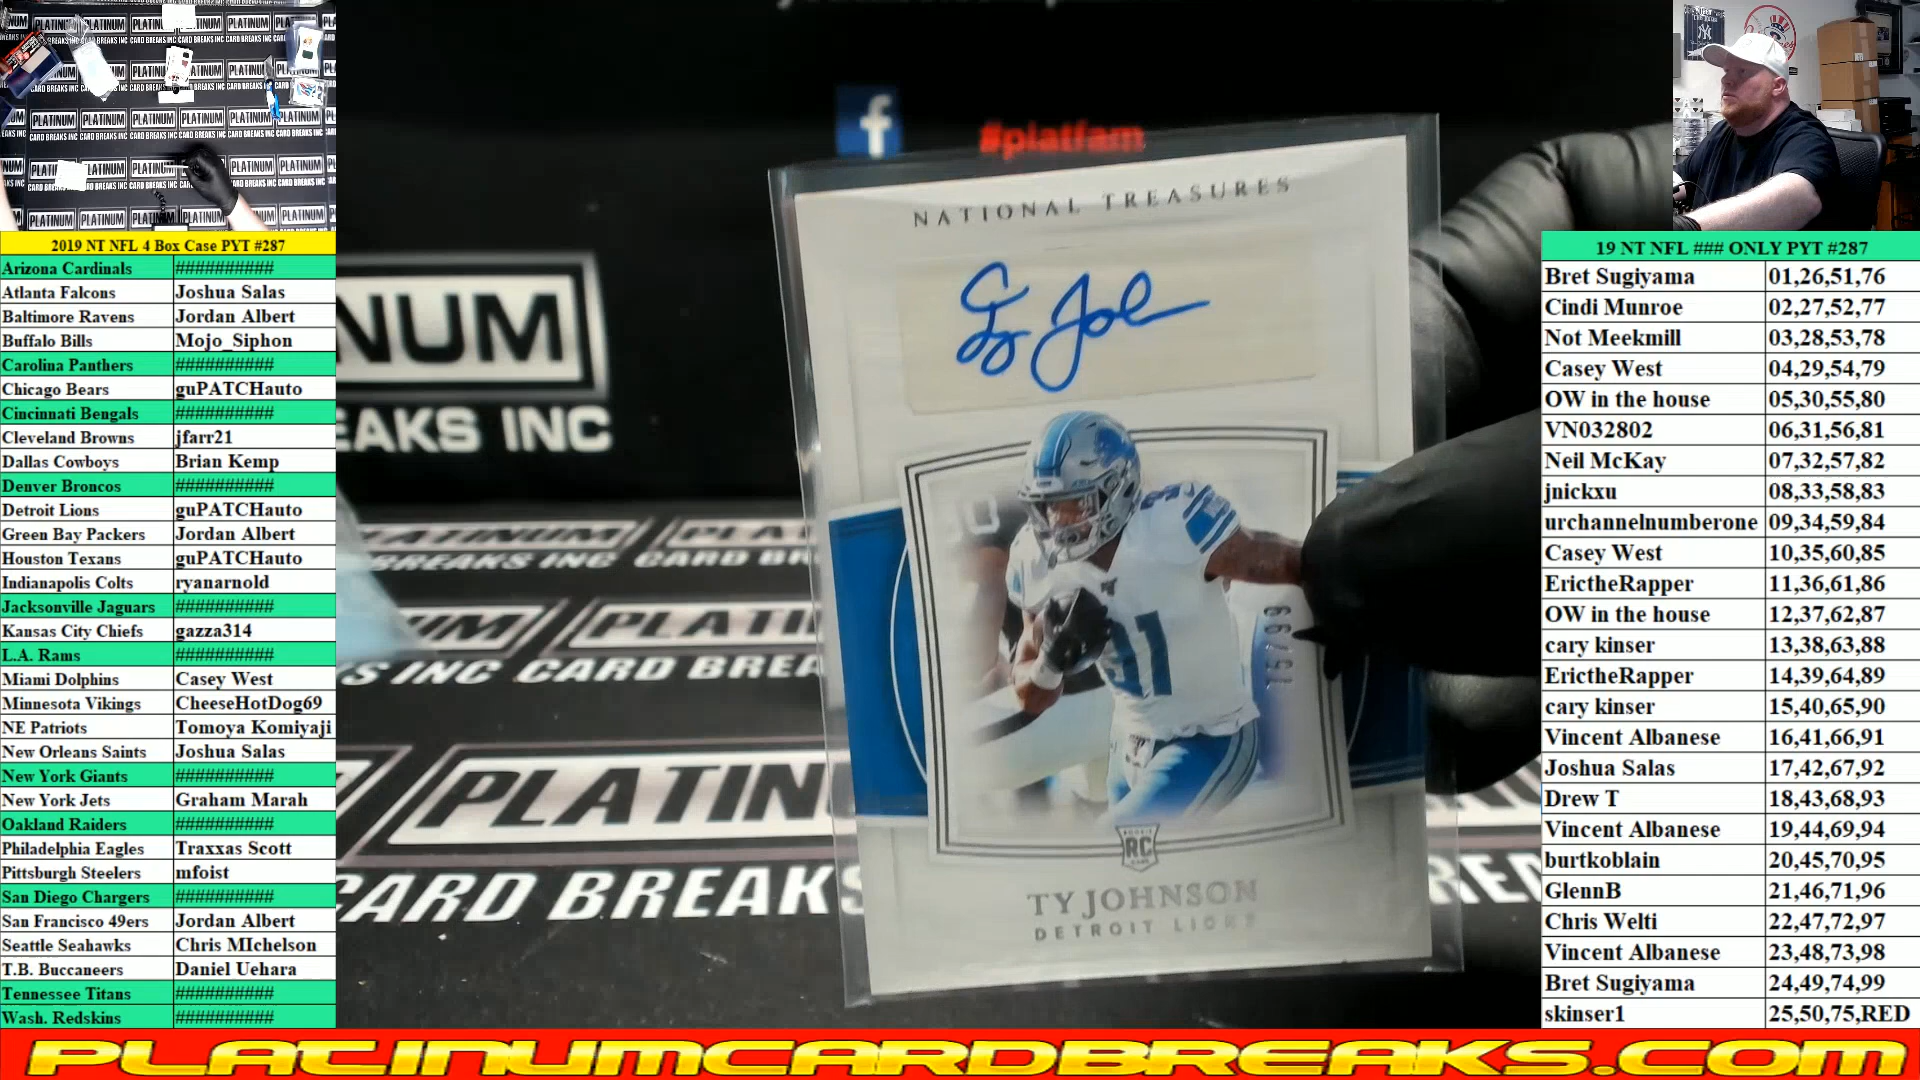 2019 NT NFL 4 Box Case PYT #287
Arizona Cardinals ##########
Atlanta Falcons Joshua Salas
Baltimore Ravens Jordan Albert
Buffalo Bills Mojo_Siphon
Carolina Panthers ##########
Chicago Bears guPATCHauto
Cincinnati Bengals ##########
Cleveland Browns jfarr21
Dallas Cowboys Brian Kemp
Denver Broncos ##########
Detroit Lions guPATCHauto
Green Bay Packers Jordan Albert
Houston Texans guPATCHauto
Indianapolis Colts ryanarnold
Jacksonville Jaguars ##########
Kansas City Chiefs gazza314
L.A. Rams ##########
Miami Dolphins Casey West
Minnesota Vikings CheeseHotDog69
NE Patriots Tomoya Komiyaji
New Orleans Saints Joshua Salas
New York Giants ##########
New York Jets Graham Marah
Oakland Raiders ##########
Philadelphia Eagles Traxxas Scott
Pittsburgh Steelers mfoist
San Diego Chargers ##########
San Francisco 49ers Jordan Albert
Seattle Seahawks Chris MIchelson
T.B. Buccaneers Daniel Uehara
Tennessee Titans ##########
Wash. Redskins ##########
f
#platfam
NATIONAL TREASURES
Ty Joh
31
15/99
RC
TY JOHNSON
DETROIT LIONS
NUM
EAKS INC
PLATIN
CARD BREAKS
19 NT NFL ### ONLY PYT #287
Bret Sugiyama 01,26,51,76
Cindi Munroe 02,27,52,77
Not Meekmill 03,28,53,78
Casey West 04,29,54,79
OW in the house 05,30,55,80
VN032802 06,31,56,81
Neil McKay 07,32,57,82
jnickxu 08,33,58,83
urchannelnumberone 09,34,59,84
Casey West 10,35,60,85
ErictheRapper 11,36,61,86
OW in the house 12,37,62,87
cary kinser 13,38,63,88
ErictheRapper 14,39,64,89
cary kinser 15,40,65,90
Vincent Albanese 16,41,66,91
Joshua Salas 17,42,67,92
Drew T 18,43,68,93
Vincent Albanese 19,44,69,94
burtkoblain 20,45,70,95
GlennB 21,46,71,96
Chris Welti 22,47,72,97
Vincent Albanese 23,48,73,98
Bret Sugiyama 24,49,74,99
skinser1 25,50,75,RED
PLATINUMCARDBREAKS.COM